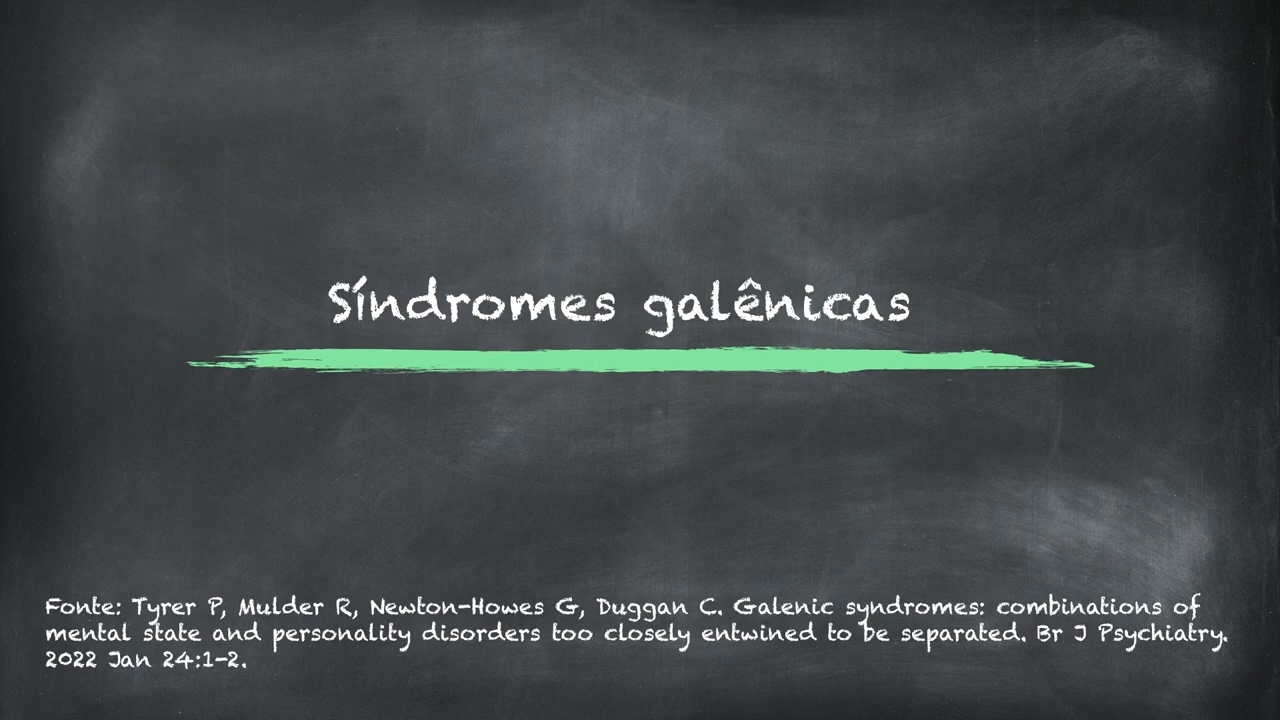 Síndromes galênicas
Fonte: Tyrer P, Mulder R, Newton-Howes G, Duggan C. Galenic syndromes: combinations of
mental state and personality disorders too closely entwined to be separated. Br J Psychiatry.
2022 Jan 24:1-2.